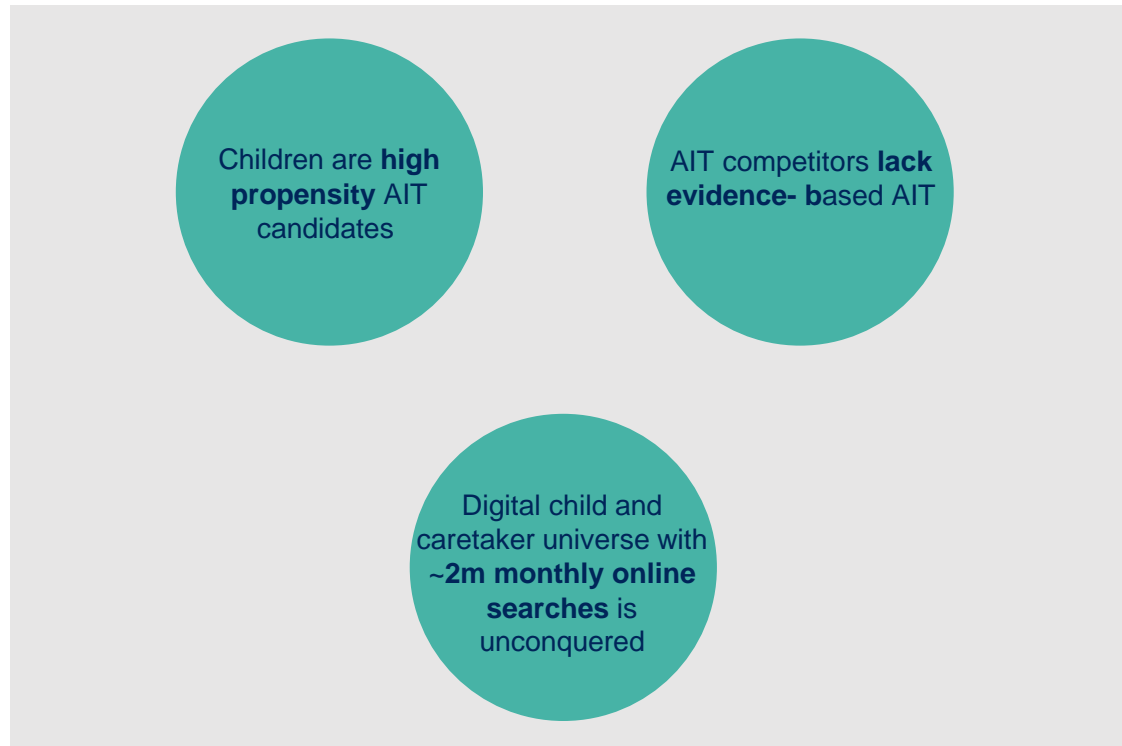 Children are high
propensity AIT
candidates
AIT competitors lack
evidence- based AIT
Digital child and
caretaker universe with
~2m monthly online
searches is
unconquered